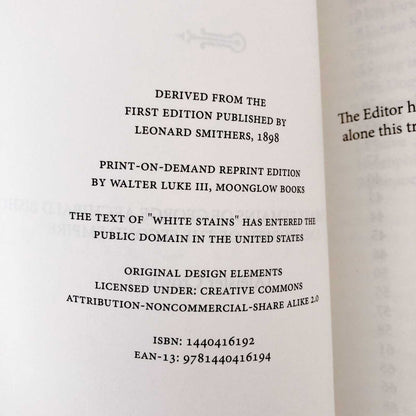 DERIVED FROM THE
FIRST EDITION PUBLISHED BY
LEONARD SMITHERS, 1898
PRINT-ON-DEMAND REPRINT EDITION
BY WALTER LUKE III, MOONGLOW BOOKS
THE TEXT OF "WHITE STAINS" HAS ENTERED THE
PUBLIC DOMAIN IN THE UNITED STATES
ORIGINAL DESIGN ELEMENTS
LICENSED UNDER: CREATIVE COMMONS
ATTRIBUTION-NONCOMMERCIAL-SHARE ALIKE 2.0
ISBN: 1440416192
EAN-13: 9781440416194
The Editor
alone this